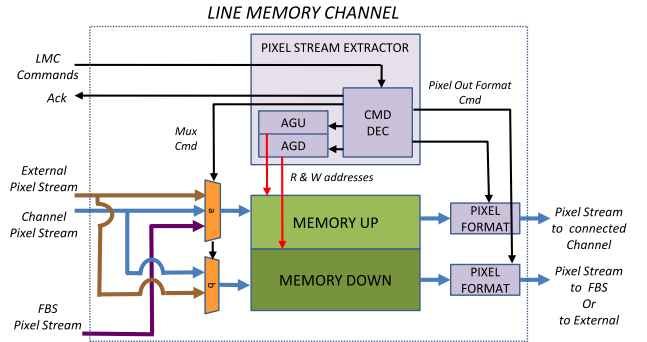 LINE MEMORY CHANNEL
PIXEL STREAM EXTRACTOR
LMC
Commands
Ack
Pixel Out Format
Cmd
CMD
DEC
AGU
AGD
Mux
Cmd
R & W addresses
External
Pixel Stream
Channel
Pixel Stream
a
MEMORY UP
PIXEL
FORMAT
Pixel Stream
to connected
Channel
b
MEMORY DOWN
PIXEL
FORMAT
Pixel Stream
to FBS
Or
to External
FBS
Pixel Stream